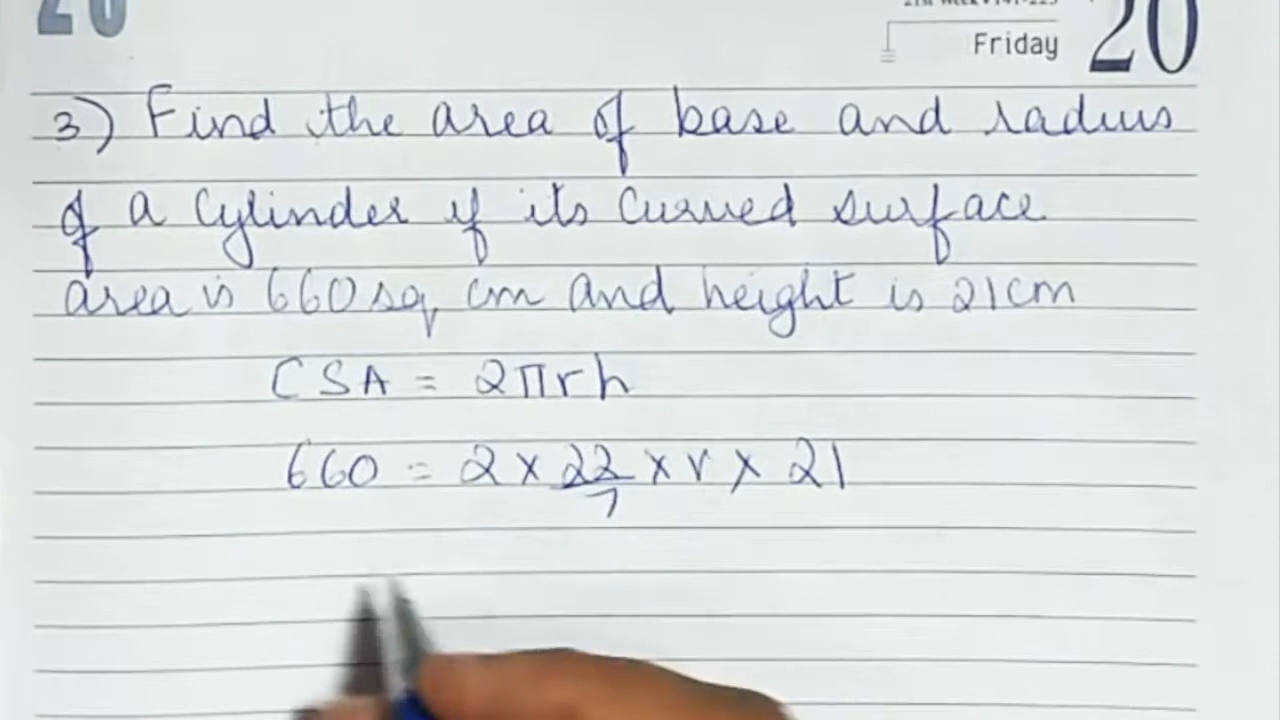 20
Friday 20
3) Find the area of base and radius
of a cylinder if its curved surface
area is 660 sq cm and height is 21cm
CSA = 2πrh
660 = 2 × 22/7 × r × 21